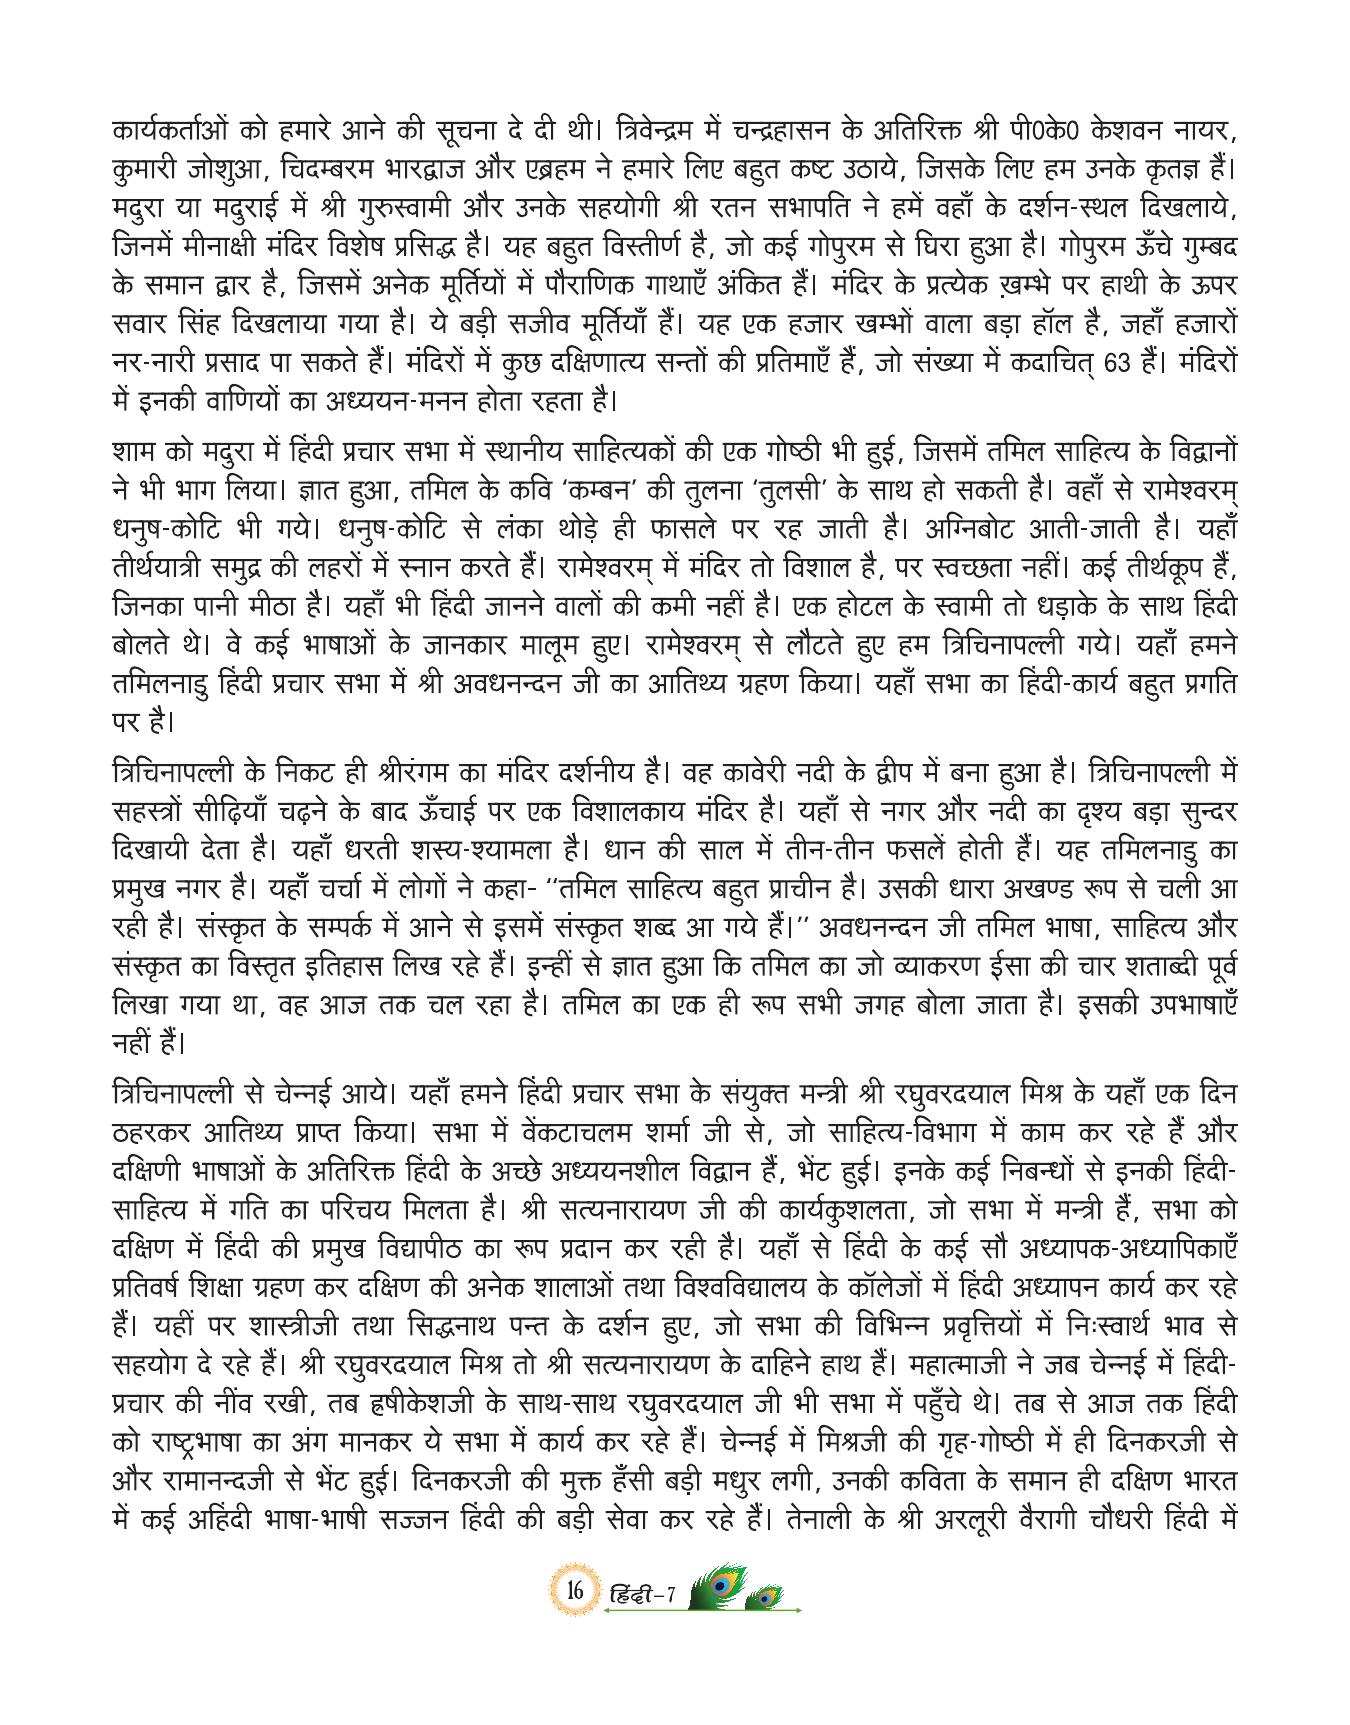 कार्यकर्ताओं को हमारे आने की सूचना दे दी थी। त्रिवेन्द्रम में चन्द्रहासन के अतिरिक्त श्री पी0के0 केशवन नायर,
कुमारी जोशुआ, चिदम्बरम भारद्वाज और एब्रहम ने हमारे लिए बहुत कष्ट उठाये, जिसके लिए हम उनके कृतज्ञ हैं।
मदुरा या मदुराई में श्री गुरुस्वामी और उनके सहयोगी श्री रतन सभापति ने हमें वहाँ के दर्शन-स्थल दिखलाये,
जिनमें मीनाक्षी मंदिर विशेष प्रसिद्ध है। यह बहुत विस्तीर्ण है, जो कई गोपुरम से घिरा हुआ है। गोपुरम ऊँचे गुम्बद
के समान द्वार है, जिसमें अनेक मूर्तियों में पौराणिक गाथाएँ अंकित हैं। मंदिर के प्रत्येक ख़म्भे पर हाथी के ऊपर
सवार सिंह दिखलाया गया है। ये बड़ी सजीव मूर्तियाँ हैं। यह एक हजार खम्भों वाला बड़ा हॉल है, जहाँ हजारों
नर-नारी प्रसाद पा सकते हैं। मंदिरों में कुछ दक्षिणात्य सन्तों की प्रतिमाएँ हैं, जो संख्या में कदाचित् 63 हैं। मंदिरों
में इनकी वाणियों का अध्ययन-मनन होता रहता है।
शाम को मदुरा में हिंदी प्रचार सभा में स्थानीय साहित्यकों की एक गोष्ठी भी हुई, जिसमें तमिल साहित्य के विद्वानों
ने भी भाग लिया। ज्ञात हुआ, तमिल के कवि ‘कम्बन’ की तुलना ‘तुलसी’ के साथ हो सकती है। वहाँ से रामेश्वरम्
धनुष-कोटि भी गये। धनुष-कोटि से लंका थोड़े ही फासले पर रह जाती है। अग्निबोट आती-जाती है। यहाँ
तीर्थयात्री समुद्र की लहरों में स्नान करते हैं। रामेश्वरम् में मंदिर तो विशाल है, पर स्वच्छता नहीं। कई तीर्थकूप हैं,
जिनका पानी मीठा है। यहाँ भी हिंदी जानने वालों की कमी नहीं है। एक होटल के स्वामी तो धड़ाके के साथ हिंदी
बोलते थे। वे कई भाषाओं के जानकार मालूम हुए। रामेश्वरम् से लौटते हुए हम त्रिचिनापल्ली गये। यहाँ हमने
तमिलनाडु हिंदी प्रचार सभा में श्री अवधनन्दन जी का आतिथ्य ग्रहण किया। यहाँ सभा का हिंदी-कार्य बहुत प्रगति
पर है।
त्रिचिनापल्ली के निकट ही श्रीरंगम का मंदिर दर्शनीय है। वह कावेरी नदी के द्वीप में बना हुआ है। त्रिचिनापल्ली में
सहस्त्रों सीढ़ियाँ चढ़ने के बाद ऊँचाई पर एक विशालकाय मंदिर है। यहाँ से नगर और नदी का दृश्य बड़ा सुन्दर
दिखायी देता है। यहाँ धरती शस्य-श्यामला है। धान की साल में तीन-तीन फसलें होती हैं। यह तमिलनाडु का
प्रमुख नगर है। यहाँ चर्चा में लोगों ने कहा- ‘‘तमिल साहित्य बहुत प्राचीन है। उसकी धारा अखण्ड रूप से चली आ
रही है। संस्कृत के सम्पर्क में आने से इसमें संस्कृत शब्द आ गये हैं।’’ अवधनन्दन जी तमिल भाषा, साहित्य और
संस्कृत का विस्तृत इतिहास लिख रहे हैं। इन्हीं से ज्ञात हुआ कि तमिल का जो व्याकरण ईसा की चार शताब्दी पूर्व
लिखा गया था, वह आज तक चल रहा है। तमिल का एक ही रूप सभी जगह बोला जाता है। इसकी उपभाषाएँ
नहीं हैं।
त्रिचिनापल्ली से चेन्नई आये। यहाँ हमने हिंदी प्रचार सभा के संयुक्त मन्त्री श्री रघुवरदयाल मिश्र के यहाँ एक दिन
ठहरकर आतिथ्य प्राप्त किया। सभा में वेंकटाचलम शर्मा जी से, जो साहित्य-विभाग में काम कर रहे हैं और
दक्षिणी भाषाओं के अतिरिक्त हिंदी के अच्छे अध्ययनशील विद्वान हैं, भेंट हुई। इनके कई निबन्धों से इनकी हिंदी-
साहित्य में गति का परिचय मिलता है। श्री सत्यनारायण जी की कार्यकुशलता, जो सभा में मन्त्री हैं, सभा को
दक्षिण में हिंदी की प्रमुख विद्यापीठ का रूप प्रदान कर रही है। यहाँ से हिंदी के कई सौ अध्यापक-अध्यापिकाएँ
प्रतिवर्ष शिक्षा ग्रहण कर दक्षिण की अनेक शालाओं तथा विश्वविद्यालय के कॉलेजों में हिंदी अध्यापन कार्य कर रहे
हैं। यहीं पर शास्त्रीजी तथा सिद्धनाथ पन्त के दर्शन हुए, जो सभा की विभिन्न प्रवृत्तियों में निःस्वार्थ भाव से
सहयोग दे रहे हैं। श्री रघुवरदयाल मिश्र तो श्री सत्यनारायण के दाहिने हाथ हैं। महात्माजी ने जब चेन्नई में हिंदी-
प्रचार की नींव रखी, तब हृषीकेशजी के साथ-साथ रघुवरदयाल जी भी सभा में पहुँचे थे। तब से आज तक हिंदी
को राष्ट्रभाषा का अंग मानकर ये सभा में कार्य कर रहे हैं। चेन्नई में मिश्रजी की गृह-गोष्ठी में ही दिनकरजी से
और रामानन्दजी से भेंट हुई। दिनकरजी की मुक्त हँसी बड़ी मधुर लगी, उनकी कविता के समान ही दक्षिण भारत
में कई अहिंदी भाषा-भाषी सज्जन हिंदी की बड़ी सेवा कर रहे हैं। तेनाली के श्री अरलूरी वैरागी चौधरी हिंदी में
16 हिंदी–7